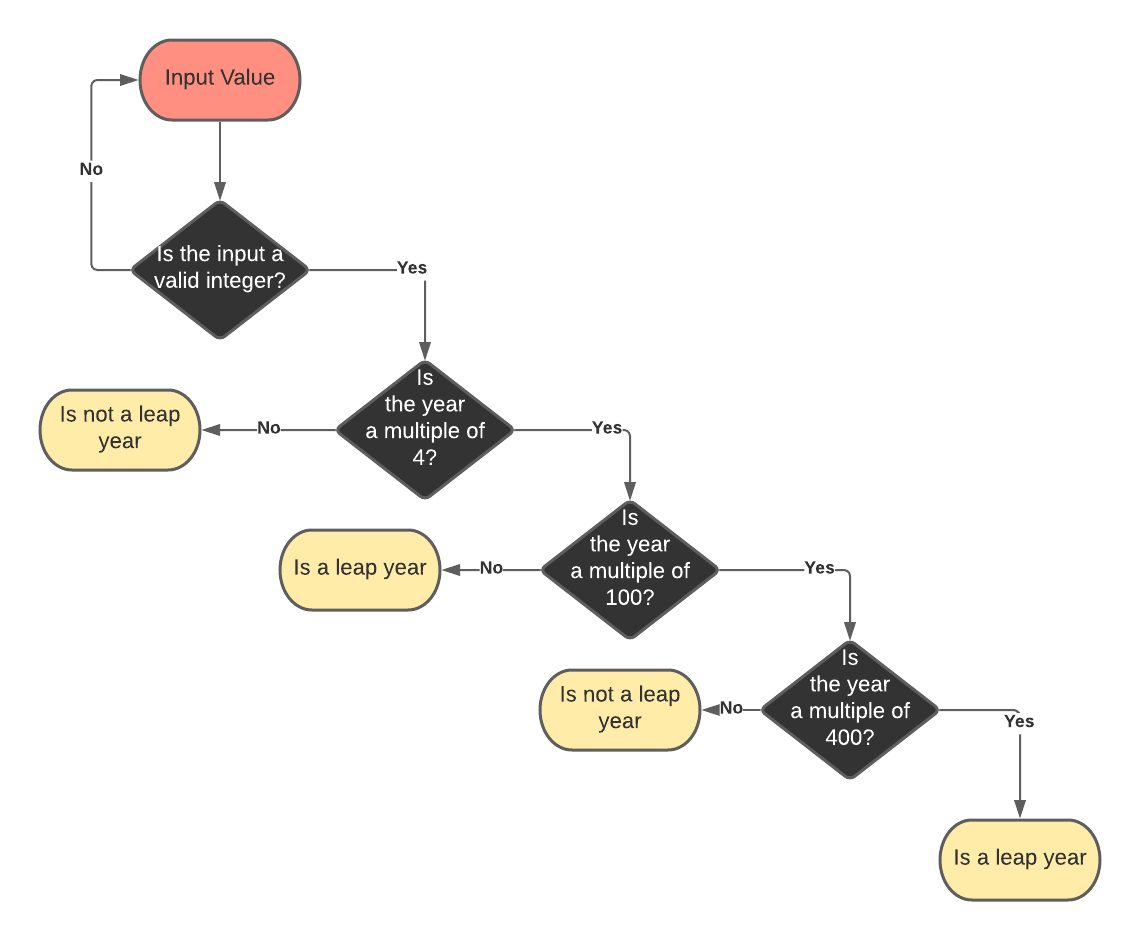 Input Value
No
Is the input a
valid integer?
Yes
Is
the year
a multiple of
4?
No
Is not a leap
year
Yes
Is
the year
a multiple of
100?
No
Is a leap year
Yes
Is
the year
a multiple of
400?
No
Is not a leap
year
Yes
Is a leap year